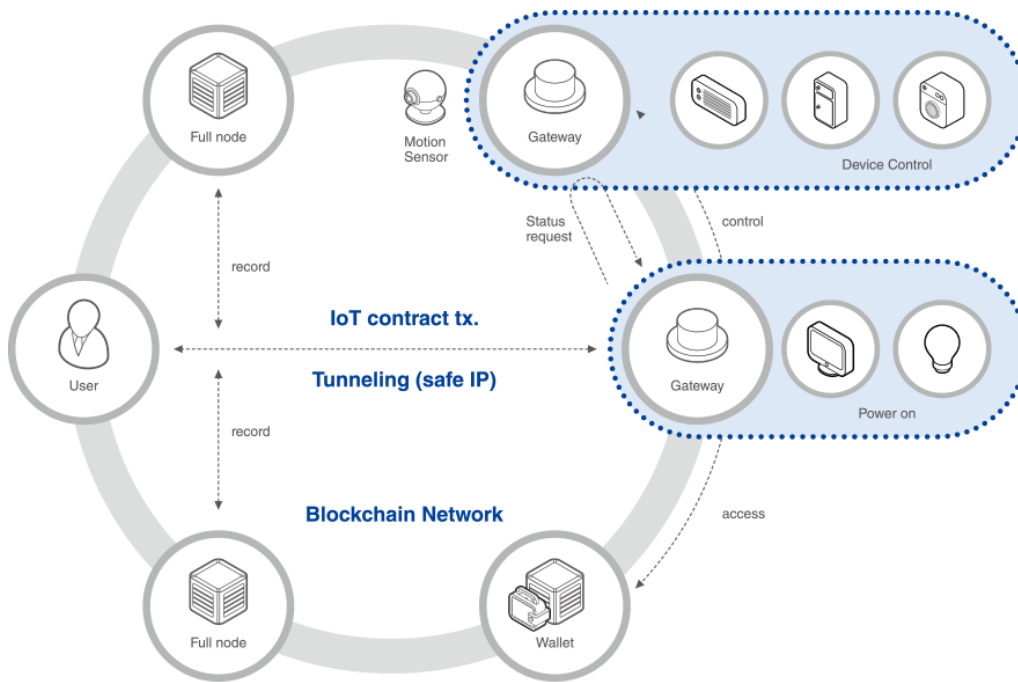 Full node
Motion
Sensor
Gateway
Device Control
Status
request
control
record
IoT contract tx.
User
Tunneling (safe IP)
Gateway
Power on
record
Blockchain Network
access
Full node
Wallet